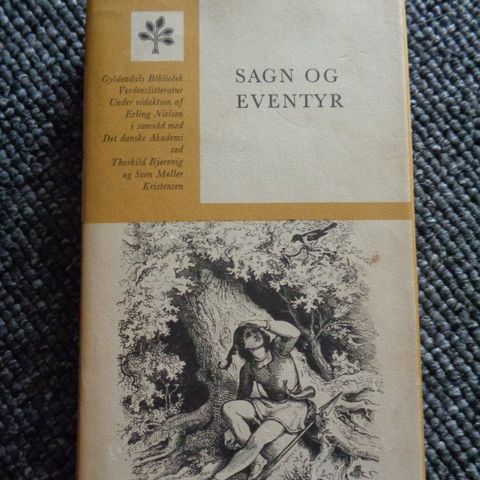 Gyldendals Bibliotek
Verdenslitteratur
Under redaktion af
Erling Nielsen
i samråd med
Det danske Akademi
ved
Thorkild Bjørnvig
og Sven Møller
Kristensen
SAGN OG
EVENTYR